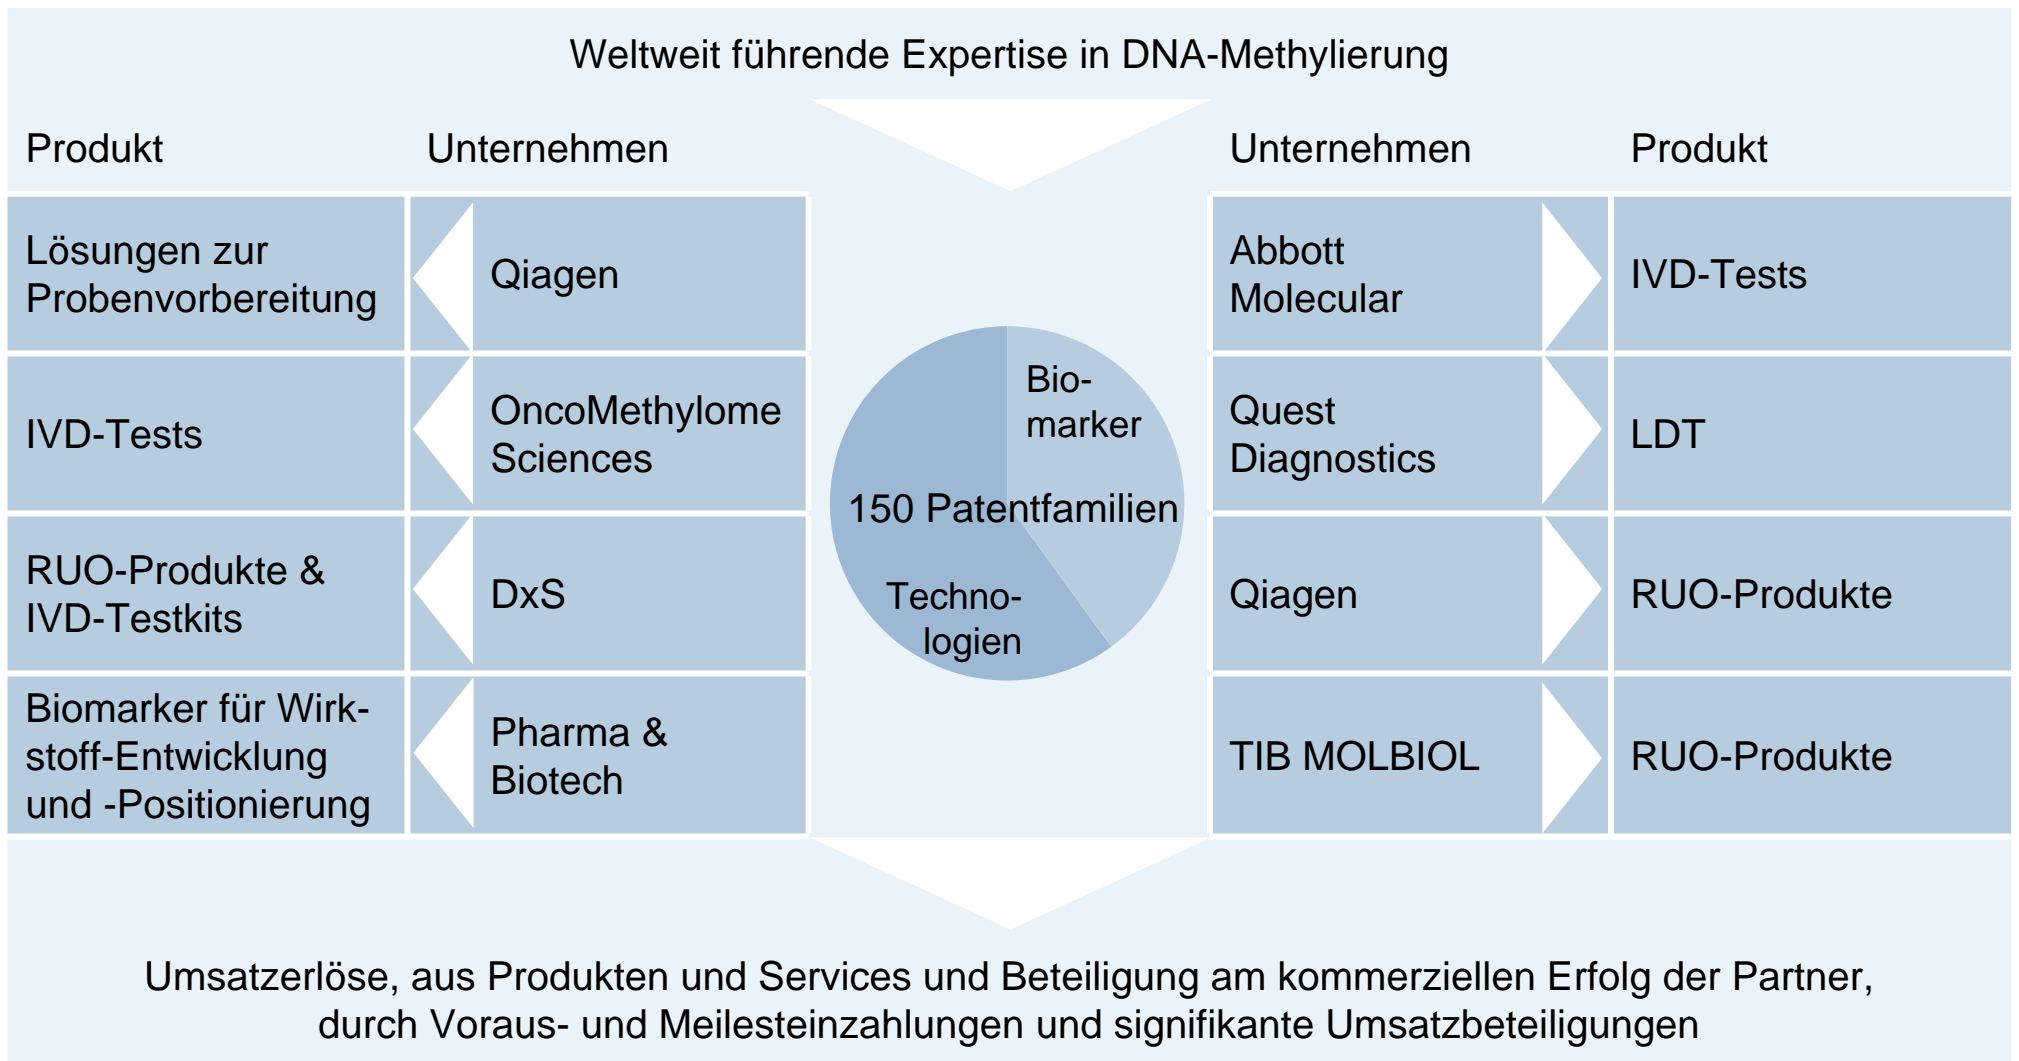 Weltweit führende Expertise in DNA-Methylierung
Produkt
Unternehmen
Unternehmen
Produkt
Lösungen zur
Probenvorbereitung
Qiagen
Abbott
Molecular
IVD-Tests
IVD-Tests
OncoMethylome
Sciences
Quest
Diagnostics
LDT
RUO-Produkte &
IVD-Testkits
DxS
Qiagen
RUO-Produkte
Biomarker für Wirk-
stoff-Entwicklung
und -Positionierung
Pharma &
Biotech
TIB MOLBIOL
RUO-Produkte
Bio-
marker
150 Patentfamilien
Techno-
logien
Umsatzerlöse, aus Produkten und Services und Beteiligung am kommerziellen Erfolg der Partner,
durch Voraus- und Meilesteinzahlungen und signifikante Umsatzbeteiligungen